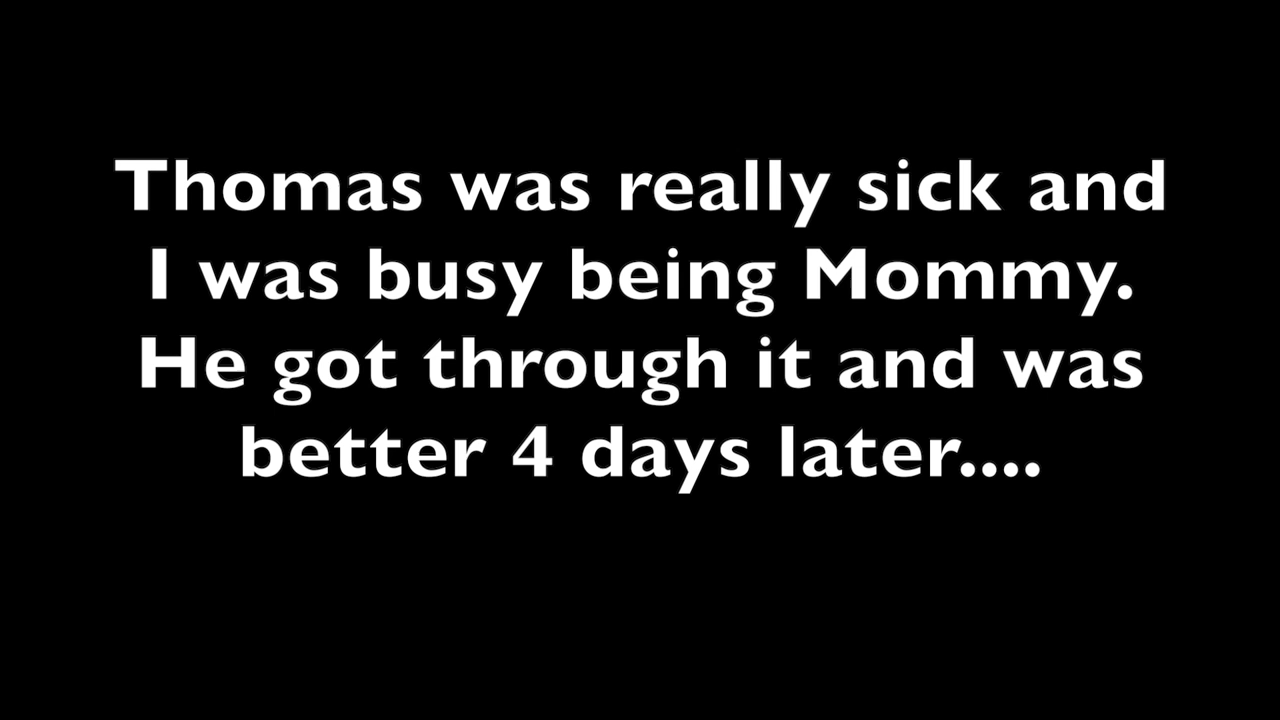 Thomas was really sick and
I was busy being Mommy.
He got through it and was
better 4 days later....